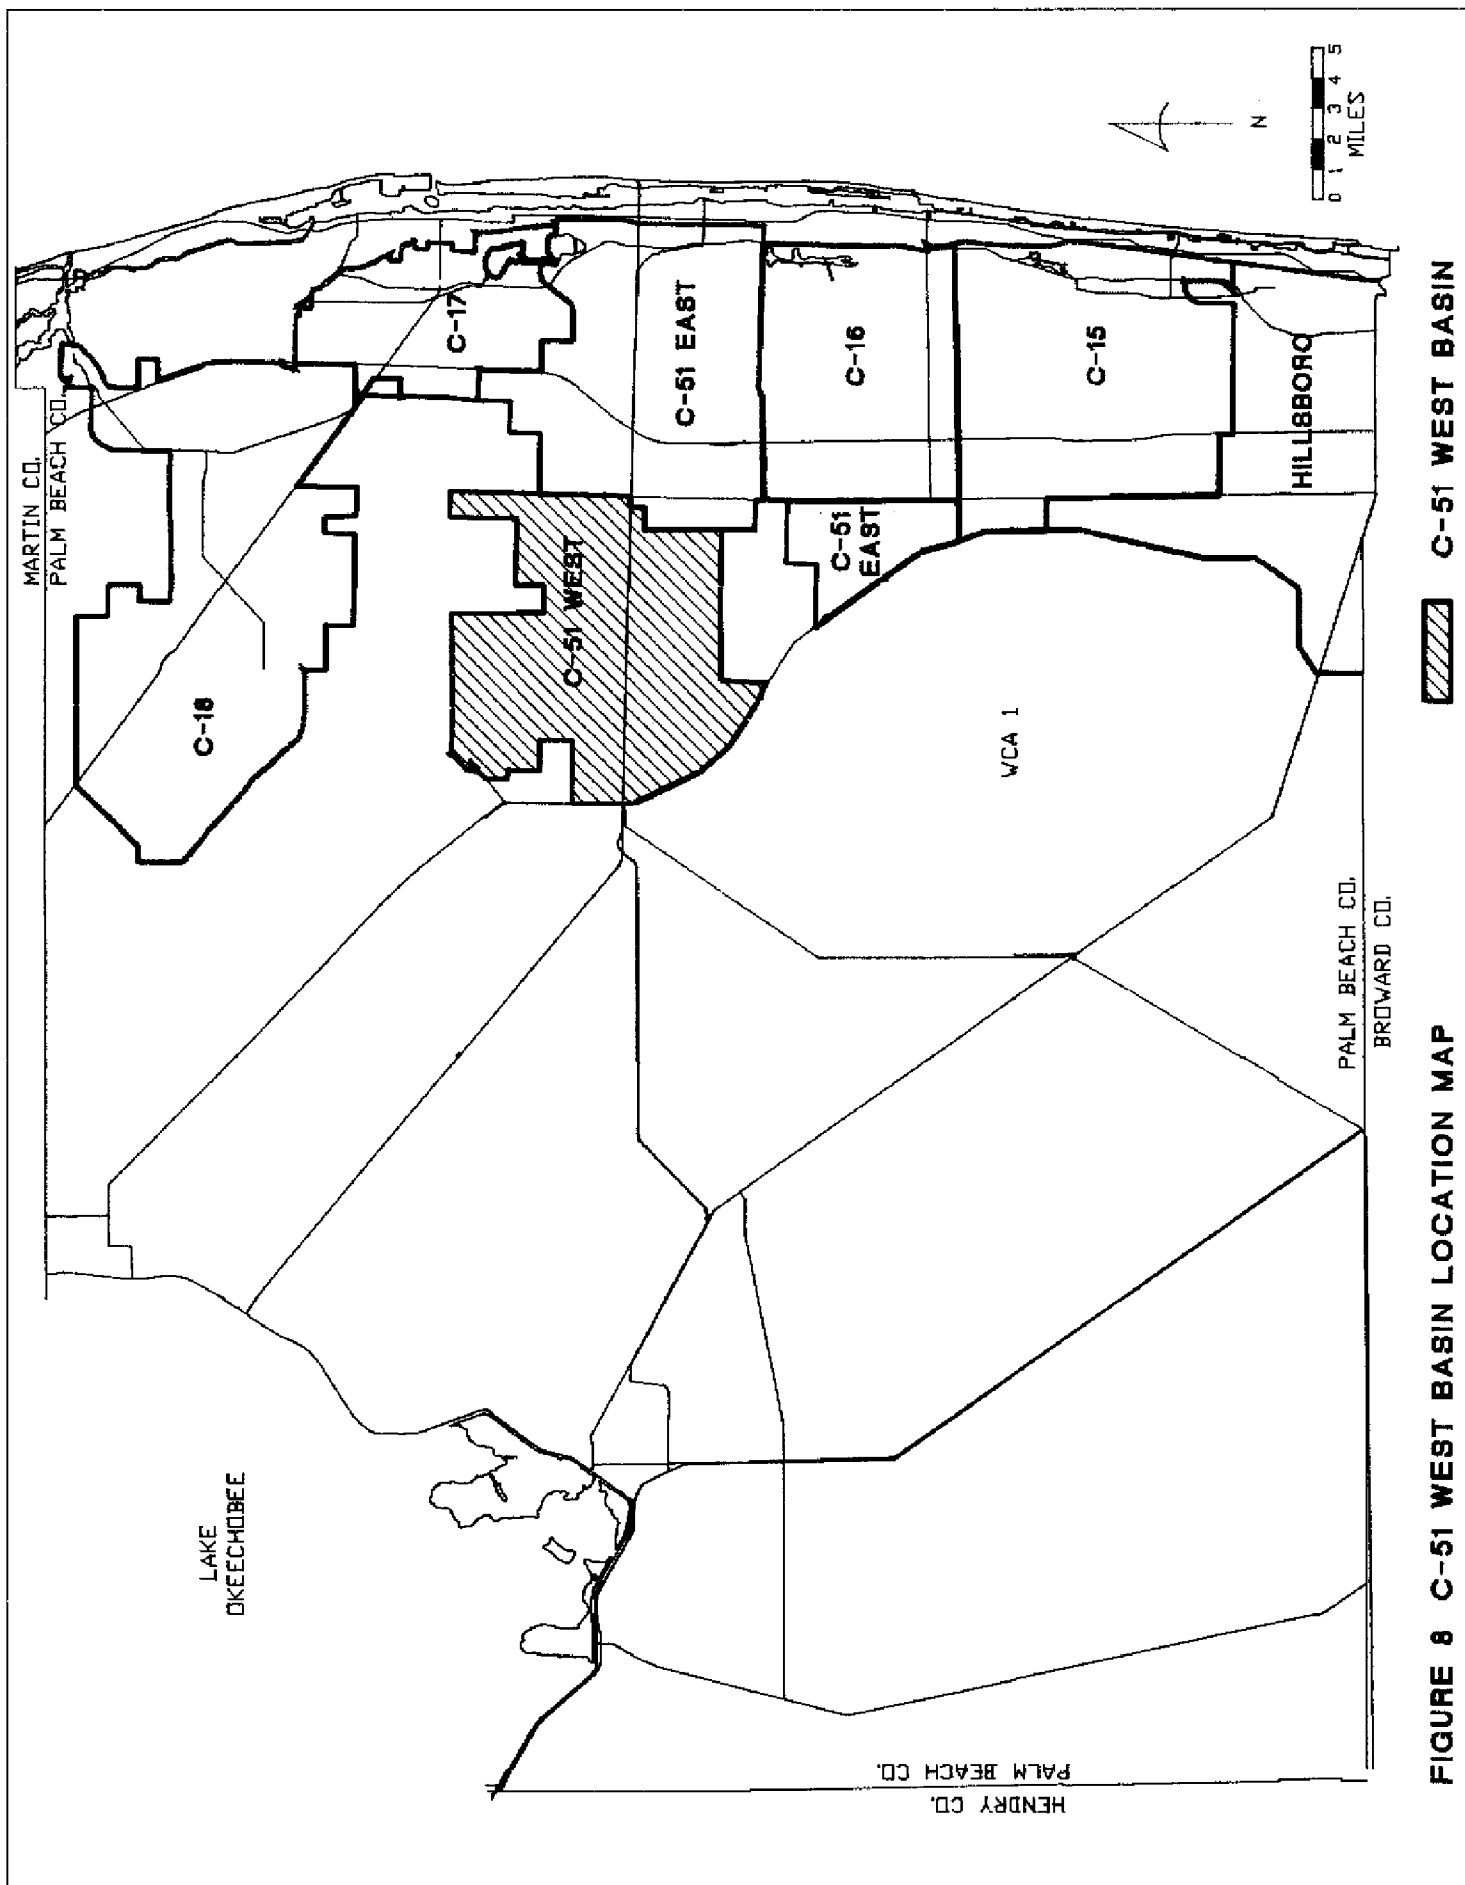 MARTIN CO.
PALM BEACH CO.
LAKE
OKEECHOBEE
C-18
C-17
C-51 WEST
C-51 EAST
C-51
EAST
C-16
C-15
HILLSBORO
WCA 1
HENDRY CO.
PALM BEACH CO.
PALM BEACH CO.
BROWARD CO.
N
0 1 2 3 4 5
MILES
FIGURE 8 C-51 WEST BASIN LOCATION MAP
C-51 WEST BASIN